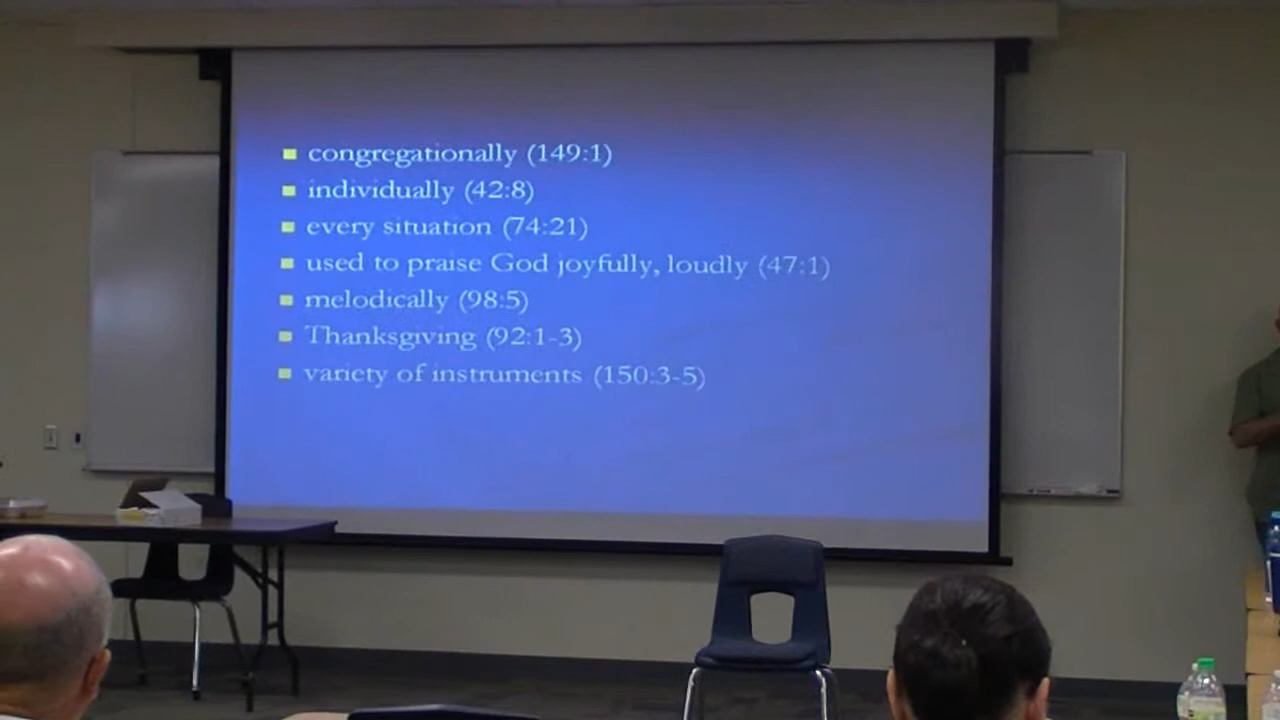 congregationally (149:1)
individually (42:8)
every situation (74:21)
used to praise God joyfully, loudly (47:1)
melodically (98:5)
Thanksgiving (92:1-3)
variety of instruments (150:3-5)